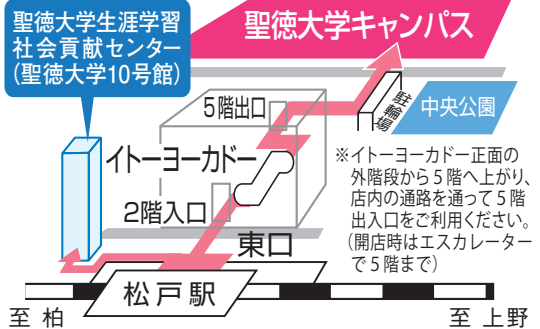 聖徳大学生涯学習
社会貢献センター
(聖徳大学10号館)
聖徳大学キャンパス
5階出口
駐輪場
中央公園
イトーヨーカドー
2階入口
※イトーヨーカドー正面の
外階段から5階へ上がり、
店内の通路を通って5階
出入口をご利用ください。
(開店時はエスカレーター
で5階まで)
東口
松戸駅
至 柏
至 上野